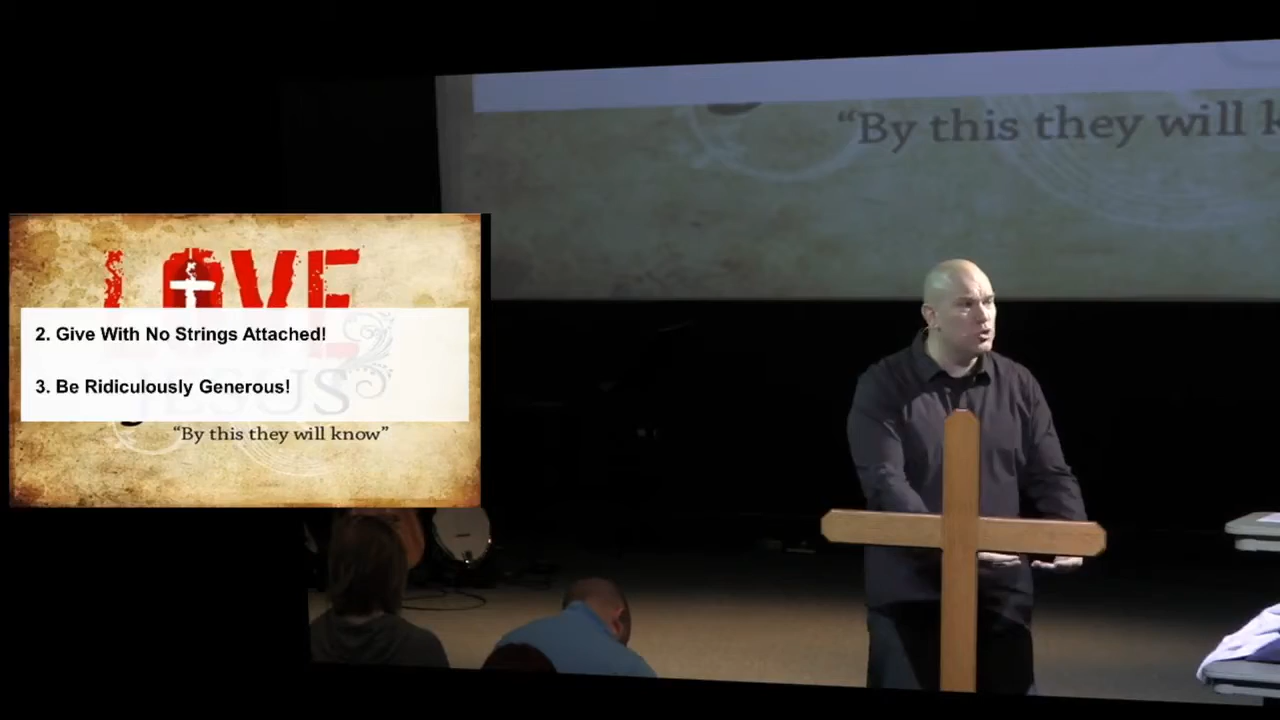 LOVE
2. Give With No Strings Attached!
3. Be Ridiculously Generous!
JESUS
“By this they will know”
“By this they will